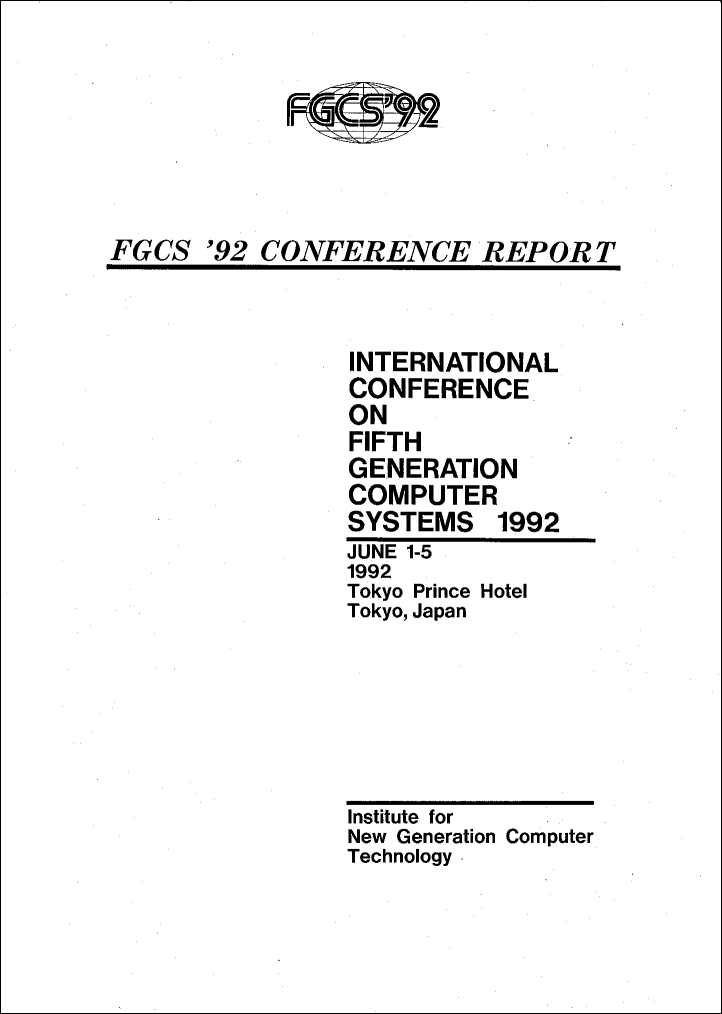 FGCS'92
FGCS '92 CONFERENCE REPORT
INTERNATIONAL
CONFERENCE
ON
FIFTH
GENERATION
COMPUTER
SYSTEMS 1992
JUNE 1-5
1992
Tokyo Prince Hotel
Tokyo, Japan
Institute for
New Generation Computer
Technology